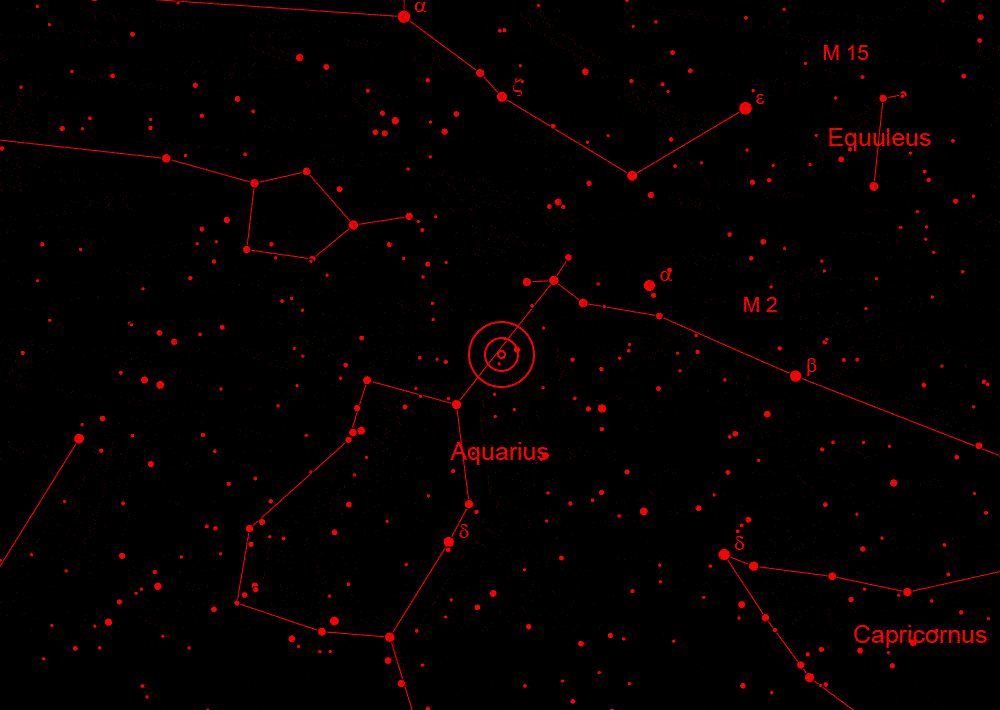 α
M 15
ζ
ε
Equuleus
α
M 2
β
Aquarius
δ
δ
Capricornus